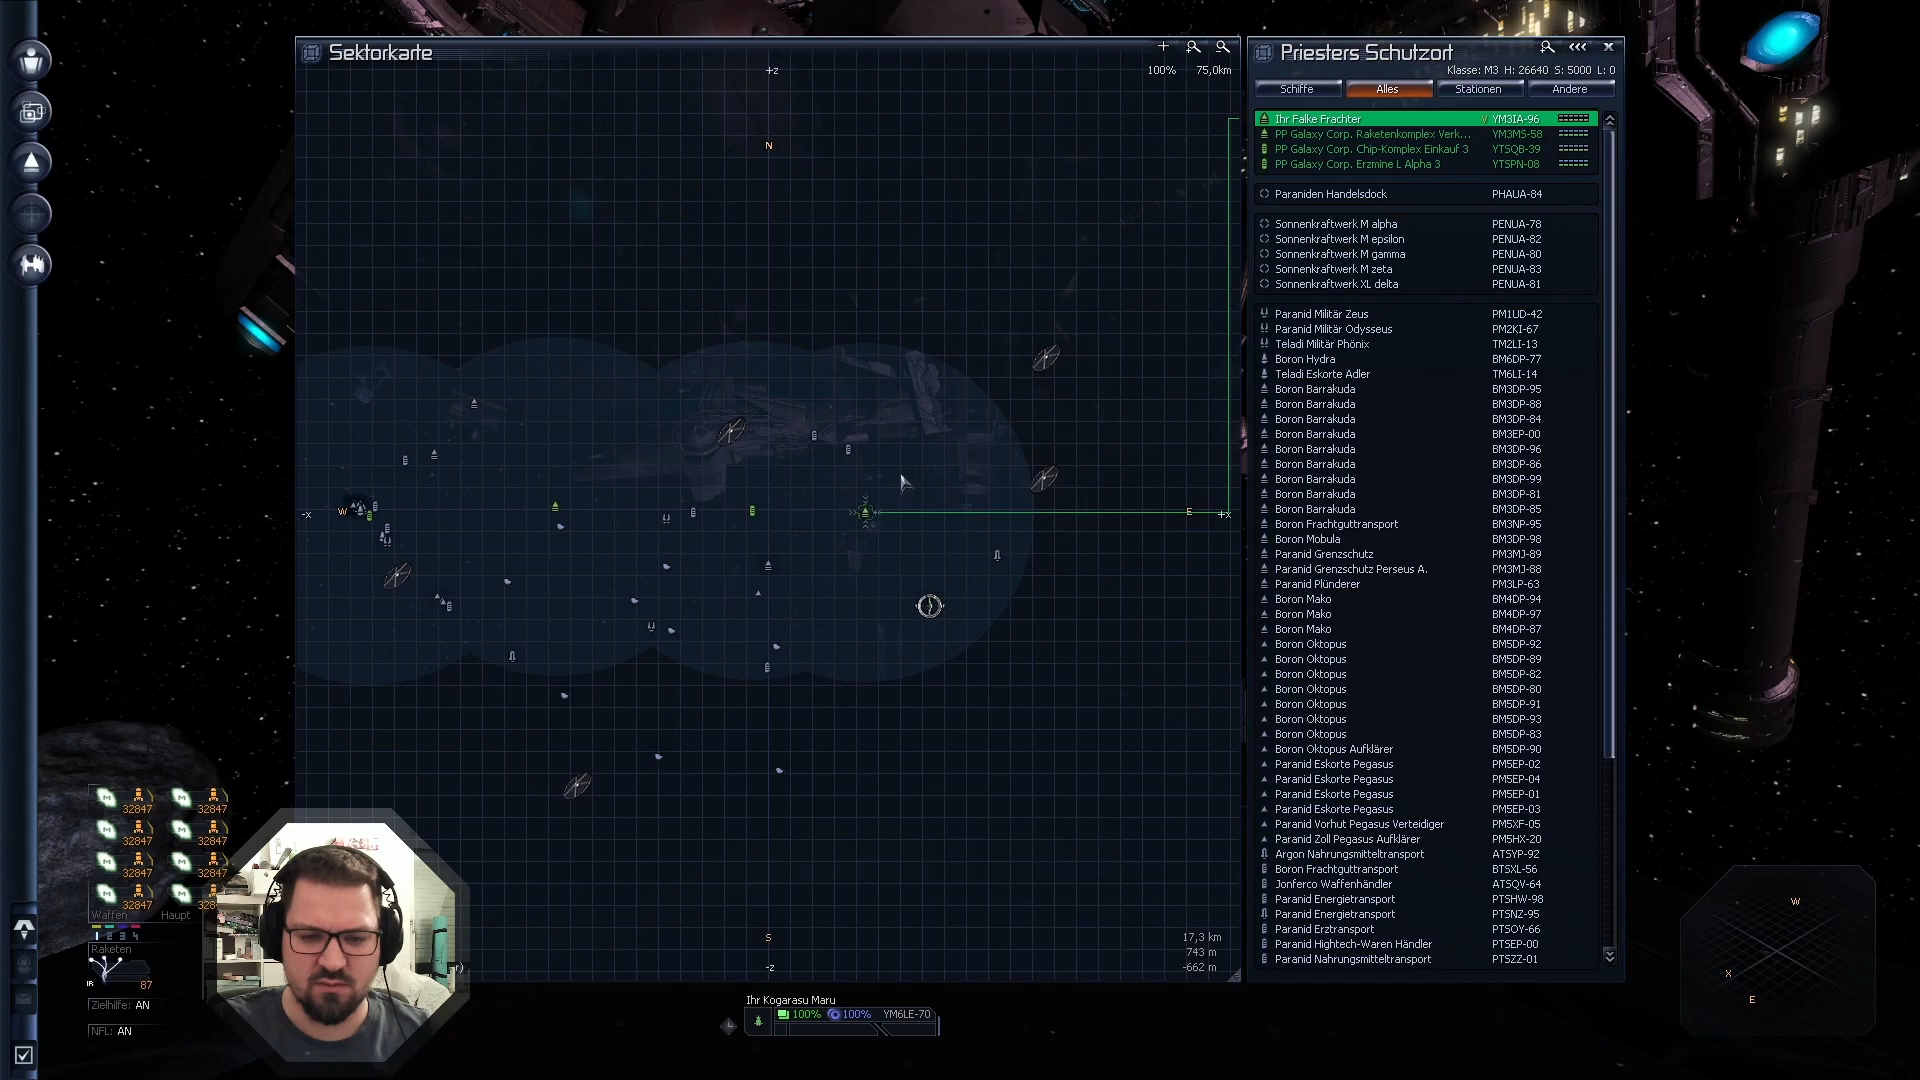 Sektorkarte
100% 75,0km
+z
N
-x W E +x
S
-z
17,3 km
743 m
-662 m
Priesters Schutzort
Klasse: M3 H: 26640 S: 5000 L: 0
Schiffe Alles Stationen Andere
Ihr Falke Frachter V YM3IA-96
PP Galaxy Corp. Raketenkomplex Verk... YM3MS-58
PP Galaxy Corp. Chip-Komplex Einkauf 3 YTSQB-39
PP Galaxy Corp. Erzmine L Alpha 3 YTSPN-08
Paraniden Handelsdock PHAUA-84
Sonnenkraftwerk M alpha PENUA-78
Sonnenkraftwerk M epsilon PENUA-82
Sonnenkraftwerk M gamma PENUA-80
Sonnenkraftwerk M zeta PENUA-83
Sonnenkraftwerk XL delta PENUA-81
Paranid Militär Zeus PM1UD-42
Paranid Militär Odysseus PM2KI-67
Teladi Militär Phönix TM2LI-13
Boron Hydra BM6DP-77
Teladi Eskorte Adler TM6LI-14
Boron Barrakuda BM3DP-95
Boron Barrakuda BM3DP-88
Boron Barrakuda BM3DP-84
Boron Barrakuda BM3EP-00
Boron Barrakuda BM3DP-96
Boron Barrakuda BM3DP-86
Boron Barrakuda BM3DP-99
Boron Barrakuda BM3DP-81
Boron Barrakuda BM3DP-85
Boron Frachtguttransport BM3NP-95
Boron Mobula BM3DP-98
Paranid Grenzschutz PM3MJ-89
Paranid Grenzschutz Perseus A. PM3MJ-88
Paranid Plünderer PM3LP-63
Boron Mako BM4DP-94
Boron Mako BM4DP-97
Boron Mako BM4DP-87
Boron Oktopus BM5DP-92
Boron Oktopus BM5DP-89
Boron Oktopus BM5DP-82
Boron Oktopus BM5DP-80
Boron Oktopus BM5DP-91
Boron Oktopus BM5DP-93
Boron Oktopus BM5DP-83
Boron Oktopus Aufklärer BM5DP-90
Paranid Eskorte Pegasus PM5EP-02
Paranid Eskorte Pegasus PM5EP-04
Paranid Eskorte Pegasus PM5EP-01
Paranid Eskorte Pegasus PM5EP-03
Paranid Vorhut Pegasus Verteidiger PM5XF-05
Paranid Zoll Pegasus Aufklärer PM5HX-20
Argon Nahrungsmitteltransport ATSYP-92
Boron Frachtguttransport BTSXL-56
Jonferco Waffenhändler ATSQV-64
Paranid Energietransport PTSHW-98
Paranid Energietransport PTSNZ-95
Paranid Erztransport PTSOY-66
Paranid Hightech-Waren Händler PTSEP-00
Paranid Nahrungsmitteltransport PTSZZ-01
32847 32847
32847 32847
32847 32847
32847 3284
Waffen Haupt
1 2 3 4
Raketen
IR 87
Zielhilfe: AN
NFL: AN
Ihr Kogarasu Maru
100% 100% YM6LE-70
W
X
E